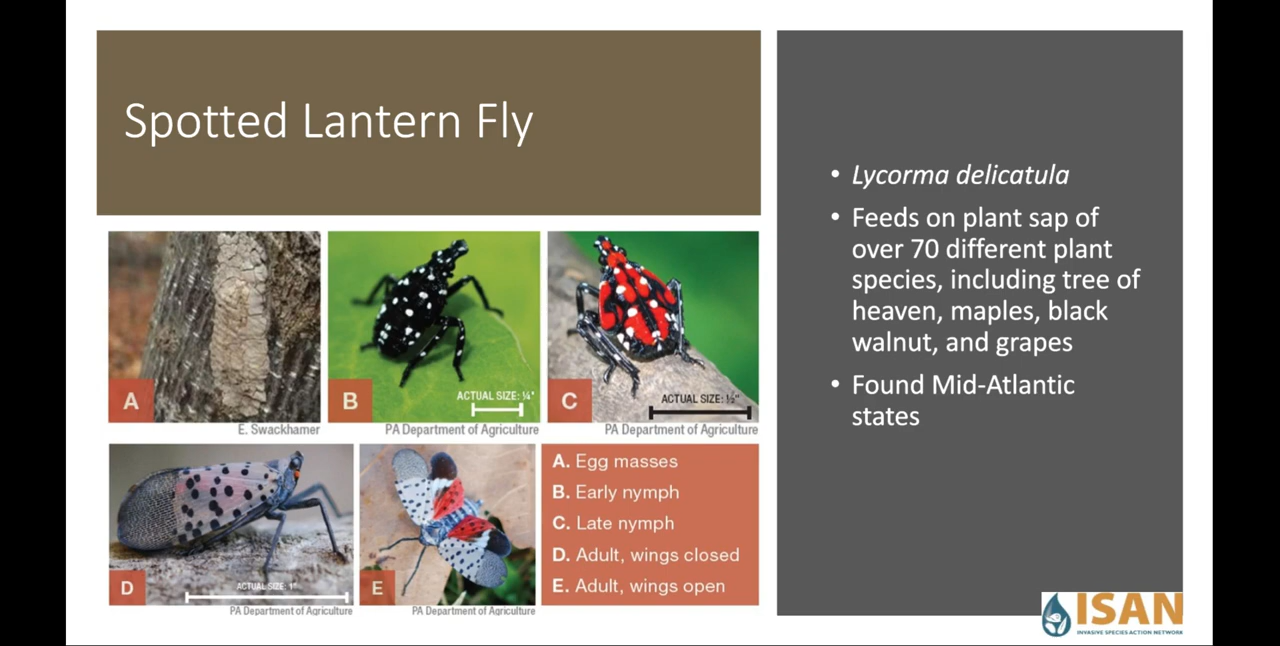 Spotted Lantern Fly
A
E. Swackhamer
B
ACTUAL SIZE: ¼"
PA Department of Agriculture
C
ACTUAL SIZE: ½"
PA Department of Agriculture
D
ACTUAL SIZE: 1"
PA Department of Agriculture
E
PA Department of Agriculture
A. Egg masses
B. Early nymph
C. Late nymph
D. Adult, wings closed
E. Adult, wings open
• Lycorma delicatula
• Feeds on plant sap of
over 70 different plant
species, including tree of
heaven, maples, black
walnut, and grapes
• Found Mid-Atlantic
states
ISAN
INVASIVE SPECIES ACTION NETWORK